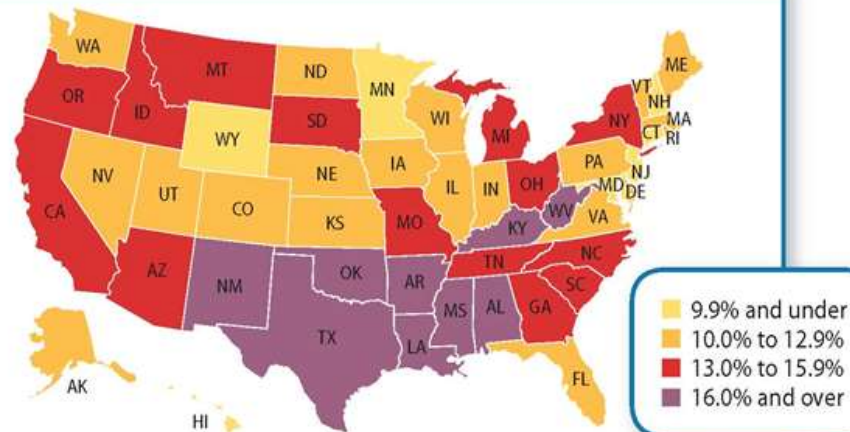 WA
OR
CA
NV
ID
MT
WY
UT
AZ
CO
NM
ND
SD
NE
KS
OK
TX
MN
IA
MO
AR
LA
WI
IL
MS
MI
IN
KY
TN
AL
OH
WV
GA
FL
SC
NC
VA
PA
NY
MD
DE
NJ
CT
RI
MA
NH
VT
ME
AK
HI
9.9% and under
10.0% to 12.9%
13.0% to 15.9%
16.0% and over